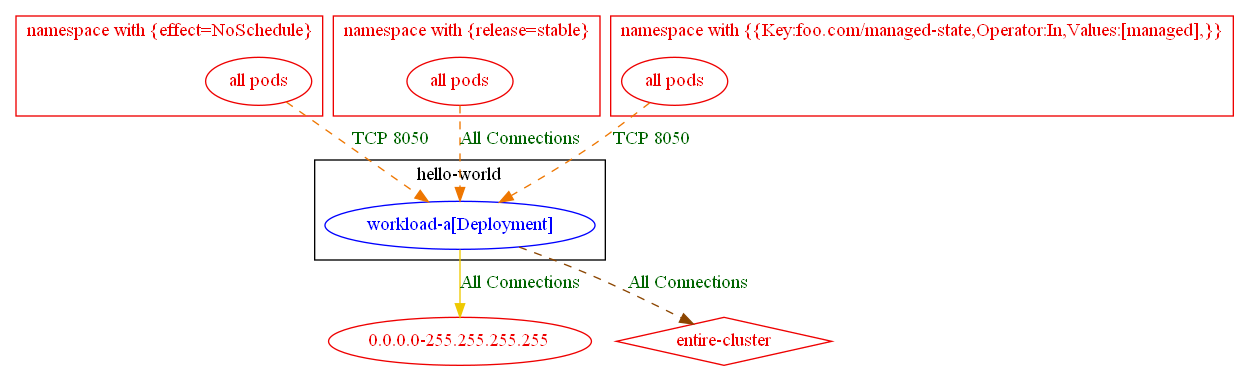 namespace with {effect=NoSchedule}
namespace with {release=stable}
namespace with {{Key:foo.com/managed-state,Operator:In,Values:[managed],}}
all pods
all pods
all pods
TCP 8050
All Connections
TCP 8050
hello-world
workload-a[Deployment]
All Connections
All Connections
0.0.0.0-255.255.255.255
entire-cluster